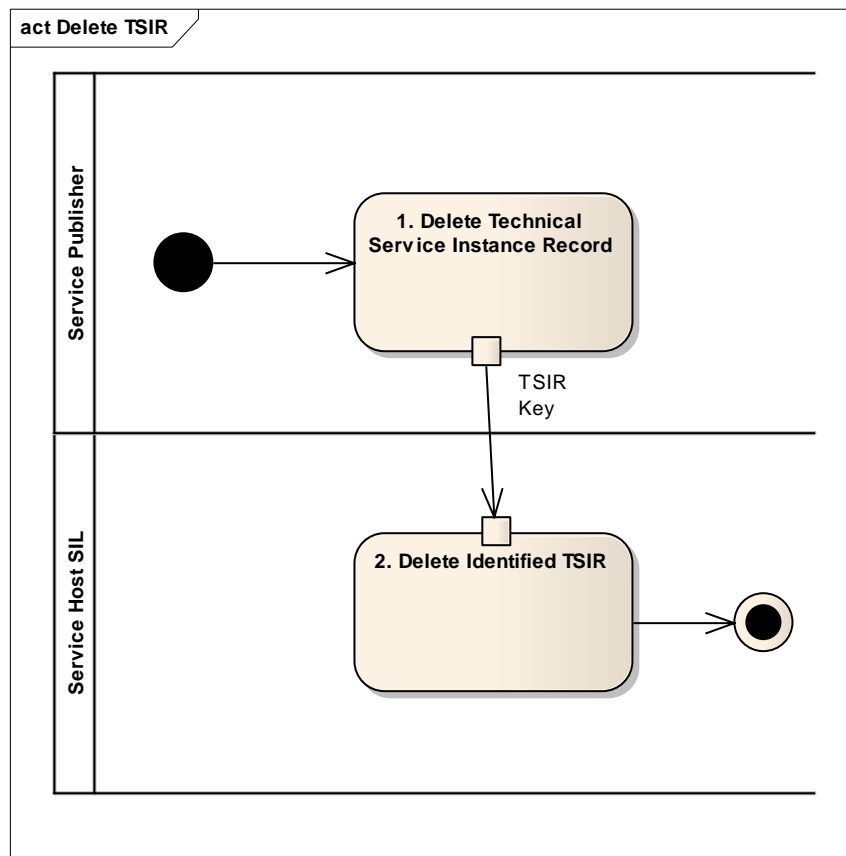 act Delete TSIR
Service Publisher
1. Delete Technical
Service Instance Record
TSIR
Key
Service Host SIL
2. Delete Identified TSIR